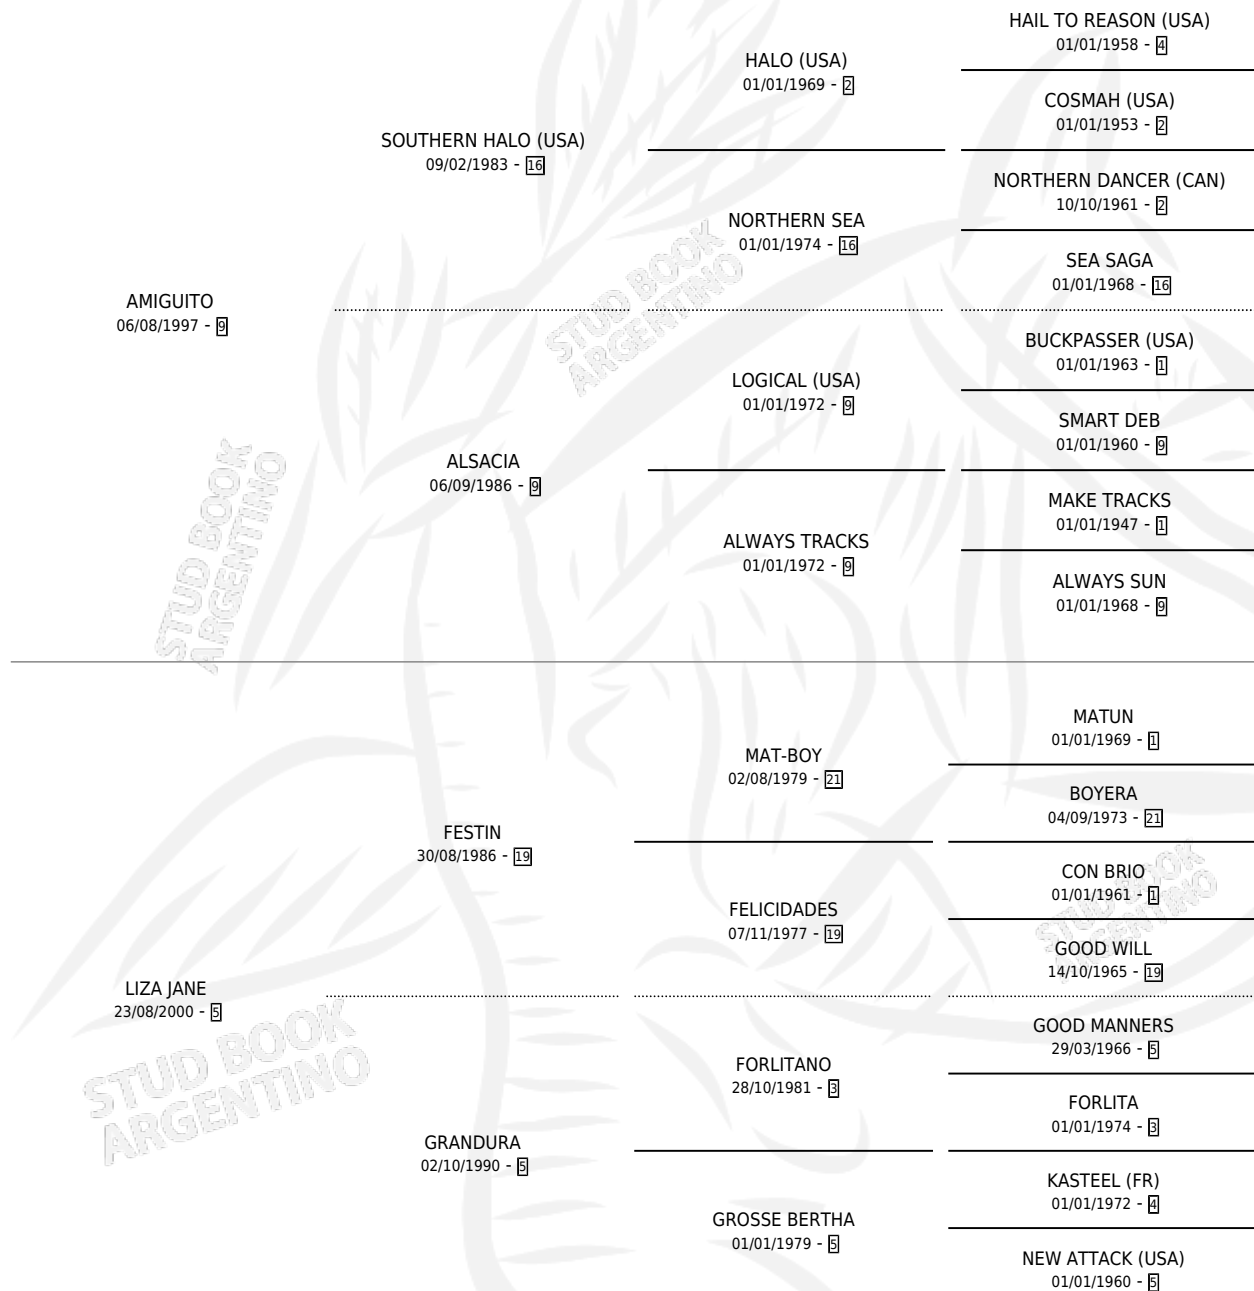 HAIL TO REASON (USA)
01/01/1958 - 4
HALO (USA)
01/01/1969 - 2
COSMAH (USA)
01/01/1953 - 2
SOUTHERN HALO (USA)
09/02/1983 - 16
NORTHERN DANCER (CAN)
10/10/1961 - 2
NORTHERN SEA
01/01/1974 - 16
SEA SAGA
01/01/1968 - 16
AMIGUITO
06/08/1997 - 9
BUCKPASSER (USA)
01/01/1963 - 1
LOGICAL (USA)
01/01/1972 - 9
SMART DEB
01/01/1960 - 9
ALSACIA
06/09/1986 - 9
MAKE TRACKS
01/01/1947 - 1
ALWAYS TRACKS
01/01/1972 - 9
ALWAYS SUN
01/01/1968 - 9
MATUN
01/01/1969 - 1
MAT-BOY
02/08/1979 - 21
BOYERA
04/09/1973 - 21
FESTIN
30/08/1986 - 19
CON BRIO
01/01/1961 - 1
FELICIDADES
07/11/1977 - 19
GOOD WILL
14/10/1965 - 19
LIZA JANE
23/08/2000 - 5
GOOD MANNERS
29/03/1966 - 5
FORLITANO
28/10/1981 - 3
FORLITA
01/01/1974 - 3
GRANDURA
02/10/1990 - 5
KASTEEL (FR)
01/01/1972 - 4
GROSSE BERTHA
01/01/1979 - 5
NEW ATTACK (USA)
01/01/1960 - 5
STUD BOOK
ARGENTINO
STUD BOOK
ARGENTINO
STUD BOOK
ARGENTINO
STUD BOOK
ARGENTINO